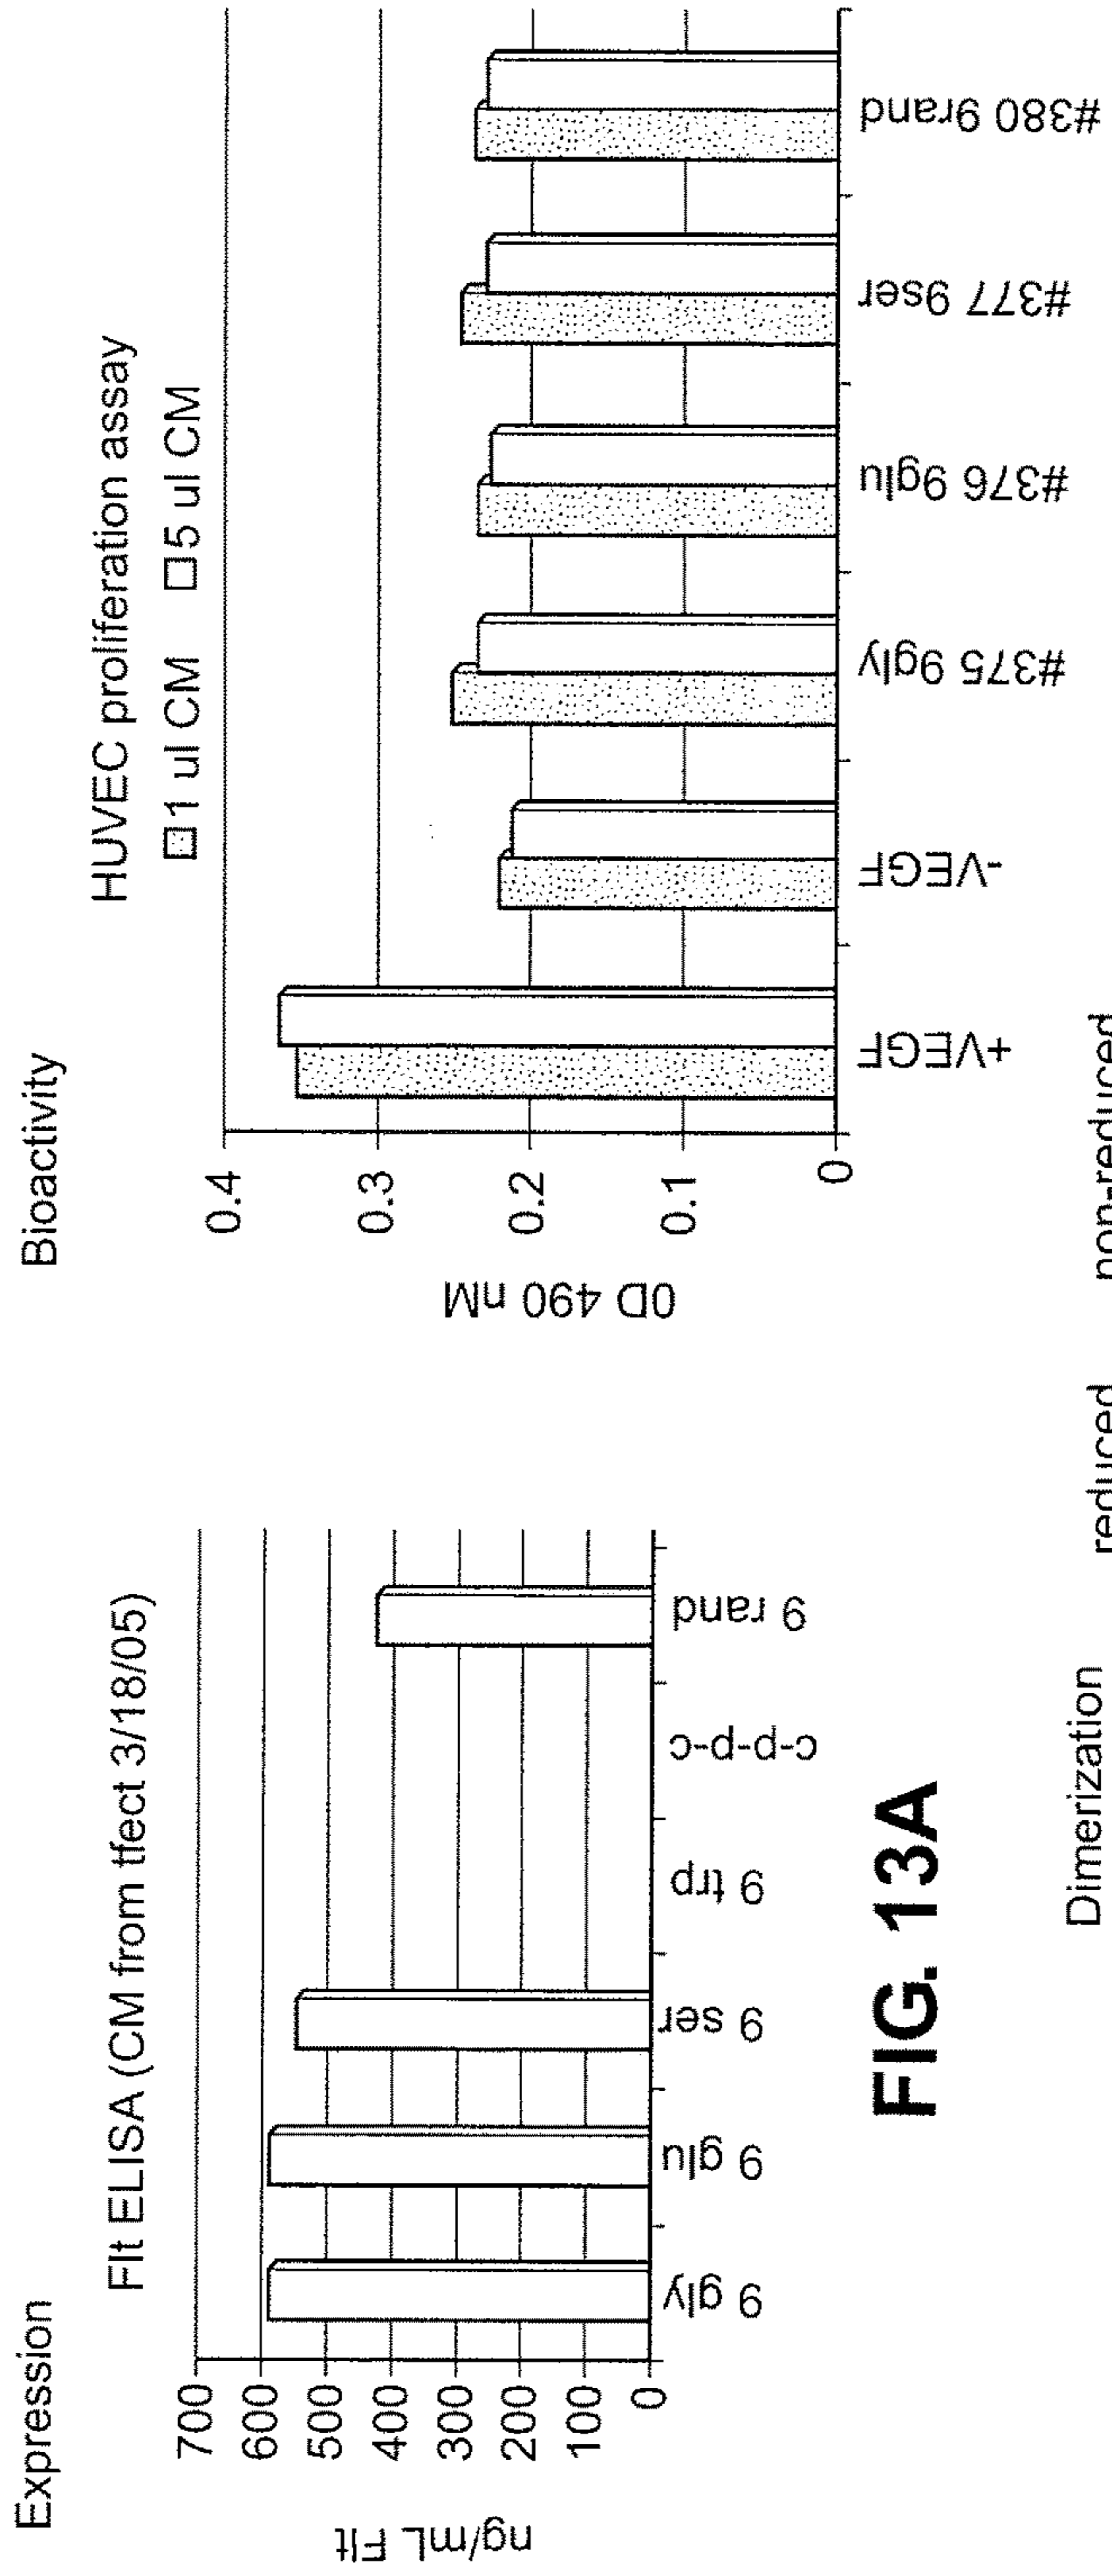 Expression
Flt ELISA (CM from tfect 3/18/05)
ng/mL Flt
700
600
500
400
300
200
100
0
9 gly
9 glu
9 ser
9 trp
c-p-p-c
9 rand
FIG. 13A
Bioactivity
HUVEC proliferation assay
1 ul CM 5 ul CM
0D 490 nM
0.4
0.3
0.2
0.1
0
+VEGF
-VEGF
#375 9gly
#376 9glu
#377 9ser
#380 9rand
Dimerization
reduced non-reduced